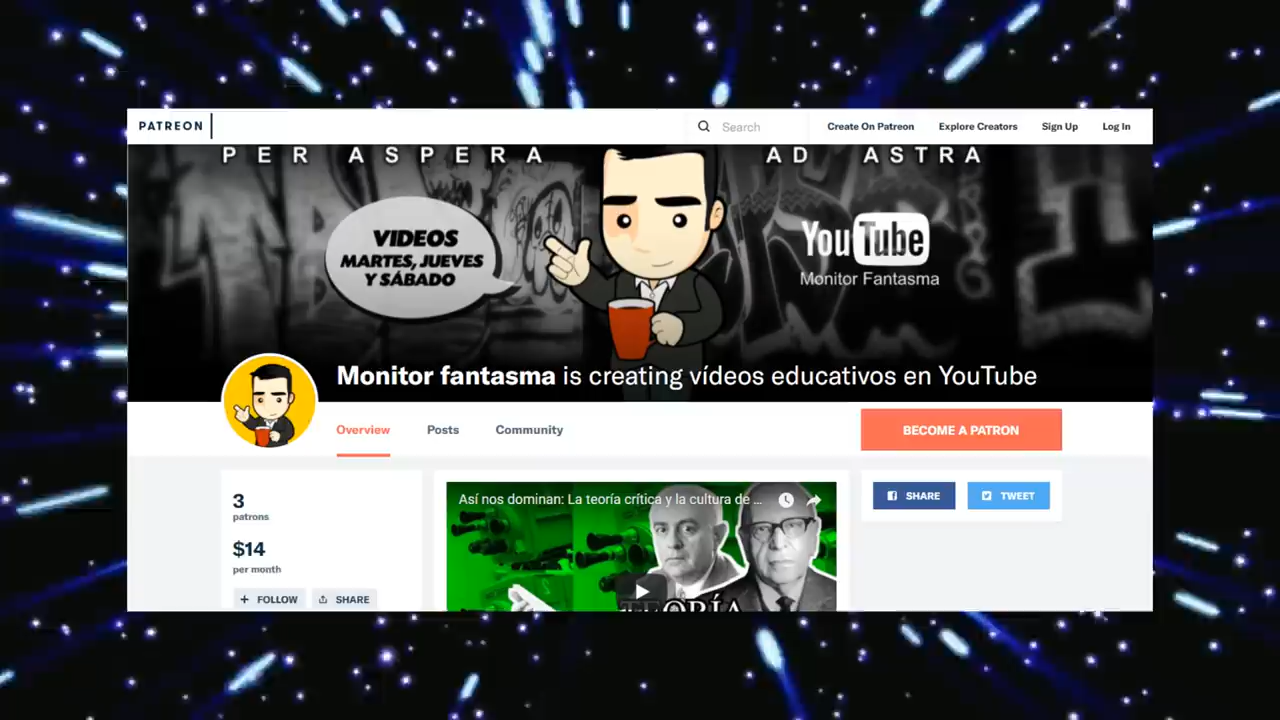 PATREON
Search
Create On Patreon
Explore Creators
Sign Up
Log In
PER ASPERA AD ASTRA
VIDEOS
MARTES, JUEVES
Y SÁBADO
YouTube
Monitor Fantasma
Monitor fantasma is creating vídeos educativos en YouTube
Overview
Posts
Community
BECOME A PATRON
3
patrons
$14
per month
FOLLOW
SHARE
Así nos dominan: La teoría crítica y la cultura de ...
TEORÍA
SHARE
TWEET